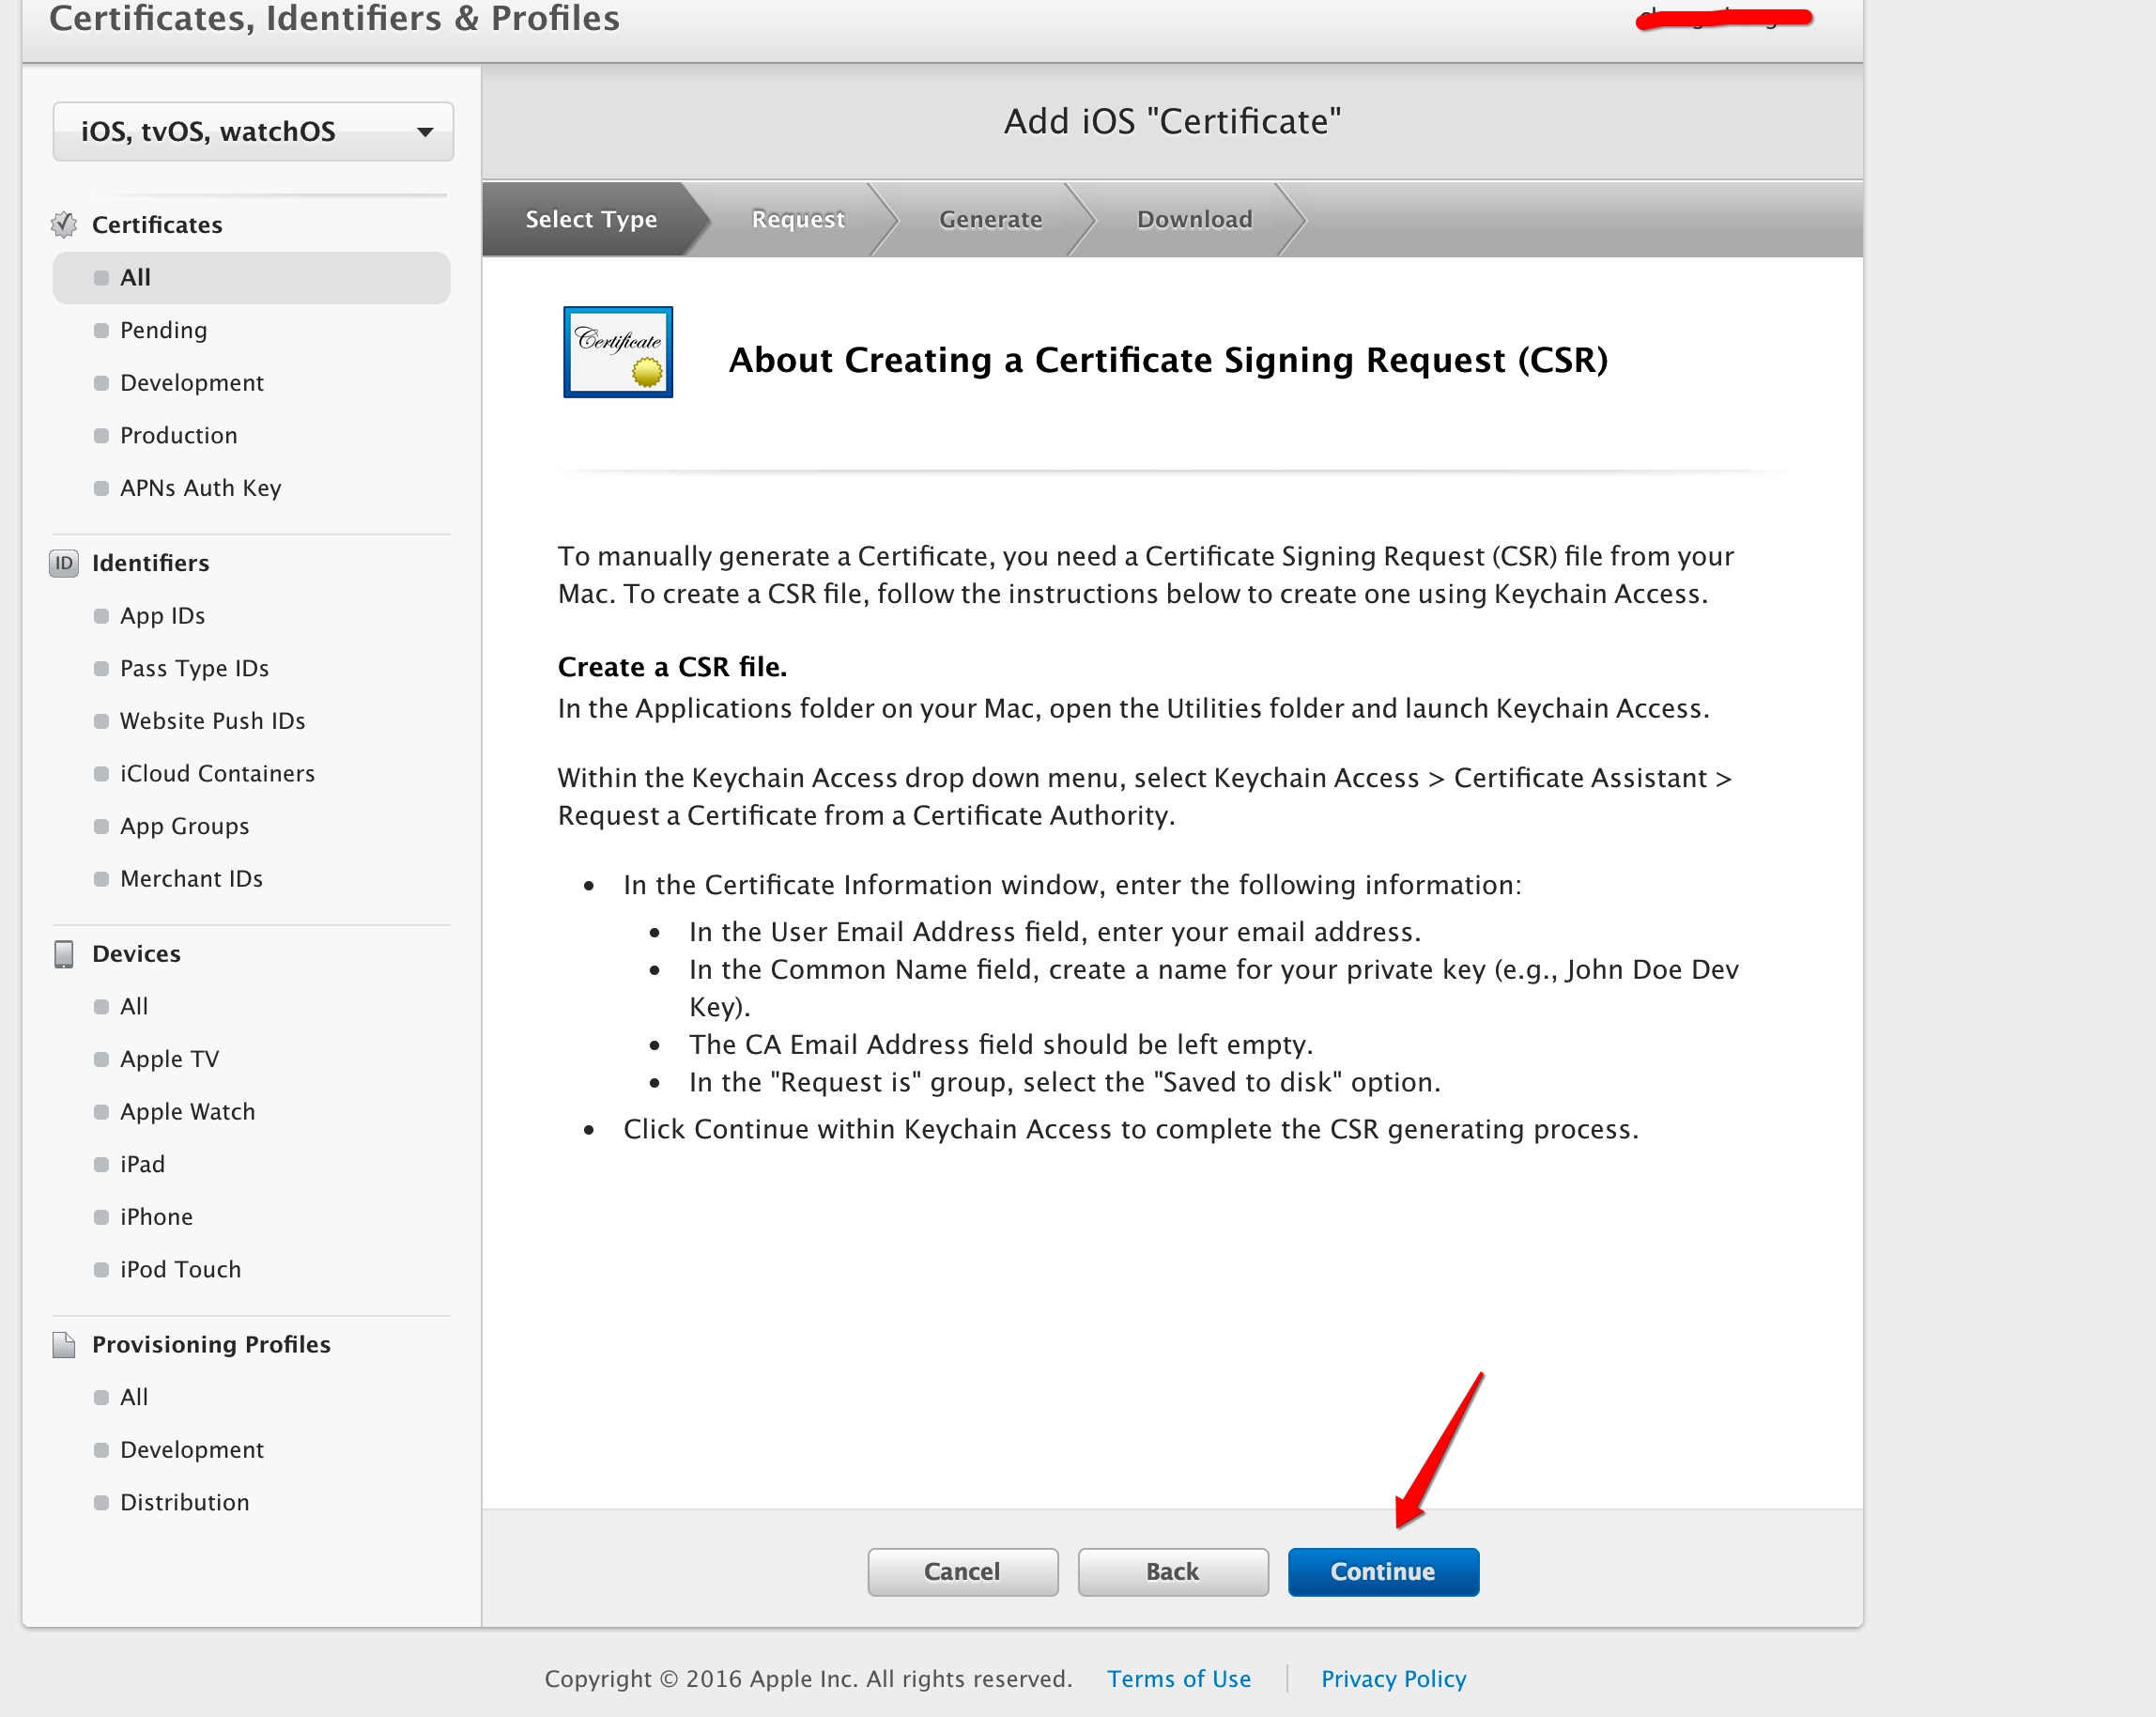 Certificates, Identifiers & Profiles
iOS, tvOS, watchOS
Certificates
All
Pending
Development
Production
APNs Auth Key
ID
Identifiers
App IDs
Pass Type IDs
Website Push IDs
iCloud Containers
App Groups
Merchant IDs
Devices
All
Apple TV
Apple Watch
iPad
iPhone
iPod Touch
Provisioning Profiles
All
Development
Distribution
Add iOS "Certificate"
Select Type
Request
Generate
Download
Certificate
About Creating a Certificate Signing Request (CSR)
To manually generate a Certificate, you need a Certificate Signing Request (CSR) file from your
Mac. To create a CSR file, follow the instructions below to create one using Keychain Access.
Create a CSR file.
In the Applications folder on your Mac, open the Utilities folder and launch Keychain Access.
Within the Keychain Access drop down menu, select Keychain Access > Certificate Assistant >
Request a Certificate from a Certificate Authority.
• In the Certificate Information window, enter the following information:
• In the User Email Address field, enter your email address.
• In the Common Name field, create a name for your private key (e.g., John Doe Dev
Key).
• The CA Email Address field should be left empty.
• In the "Request is" group, select the "Saved to disk" option.
• Click Continue within Keychain Access to complete the CSR generating process.
Cancel
Back
Continue
Copyright © 2016 Apple Inc. All rights reserved.
Terms of Use
Privacy Policy